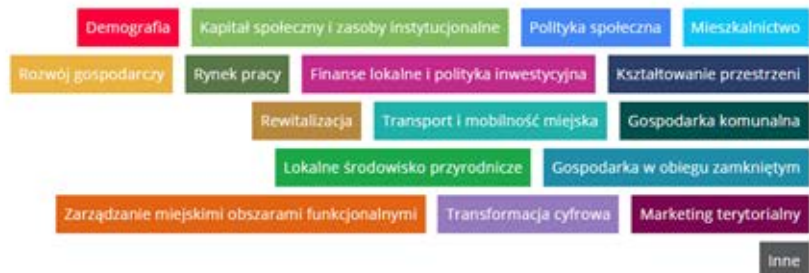 Demografia Kapitał społeczny i zasoby instytucjonalne Polityka społeczna Mieszkalnictwo
Rozwój gospodarczy Rynek pracy Finanse lokalne i polityka inwestycyjna Kształtowanie przestrzeni
Rewitalizacja Transport i mobilność miejska Gospodarka komunalna
Lokalne środowisko przyrodnicze Gospodarka w obiegu zamkniętym
Zarządzanie miejskimi obszarami funkcjonalnymi Transformacja cyfrowa Marketing terytorialny
Inne